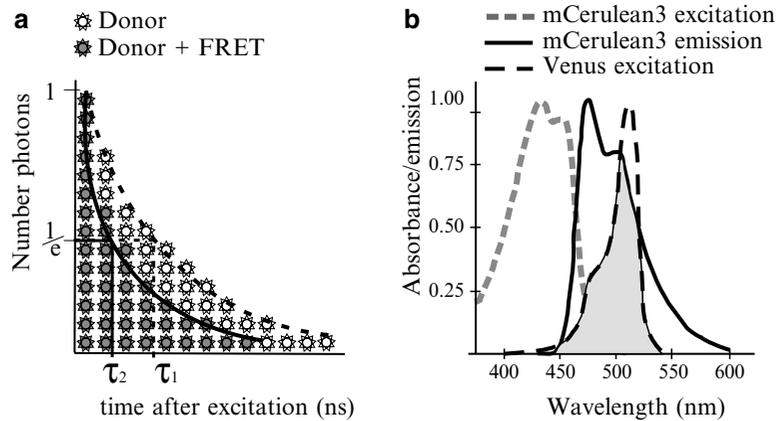 a
Donor
Donor + FRET
Number photons
1
1/e
τ2
τ1
time after excitation (ns)
b
mCerulean3 excitation
mCerulean3 emission
Venus excitation
Absorbance/emission
1.00
0.75
0.50
0.25
400
450
500
550
600
Wavelength (nm)